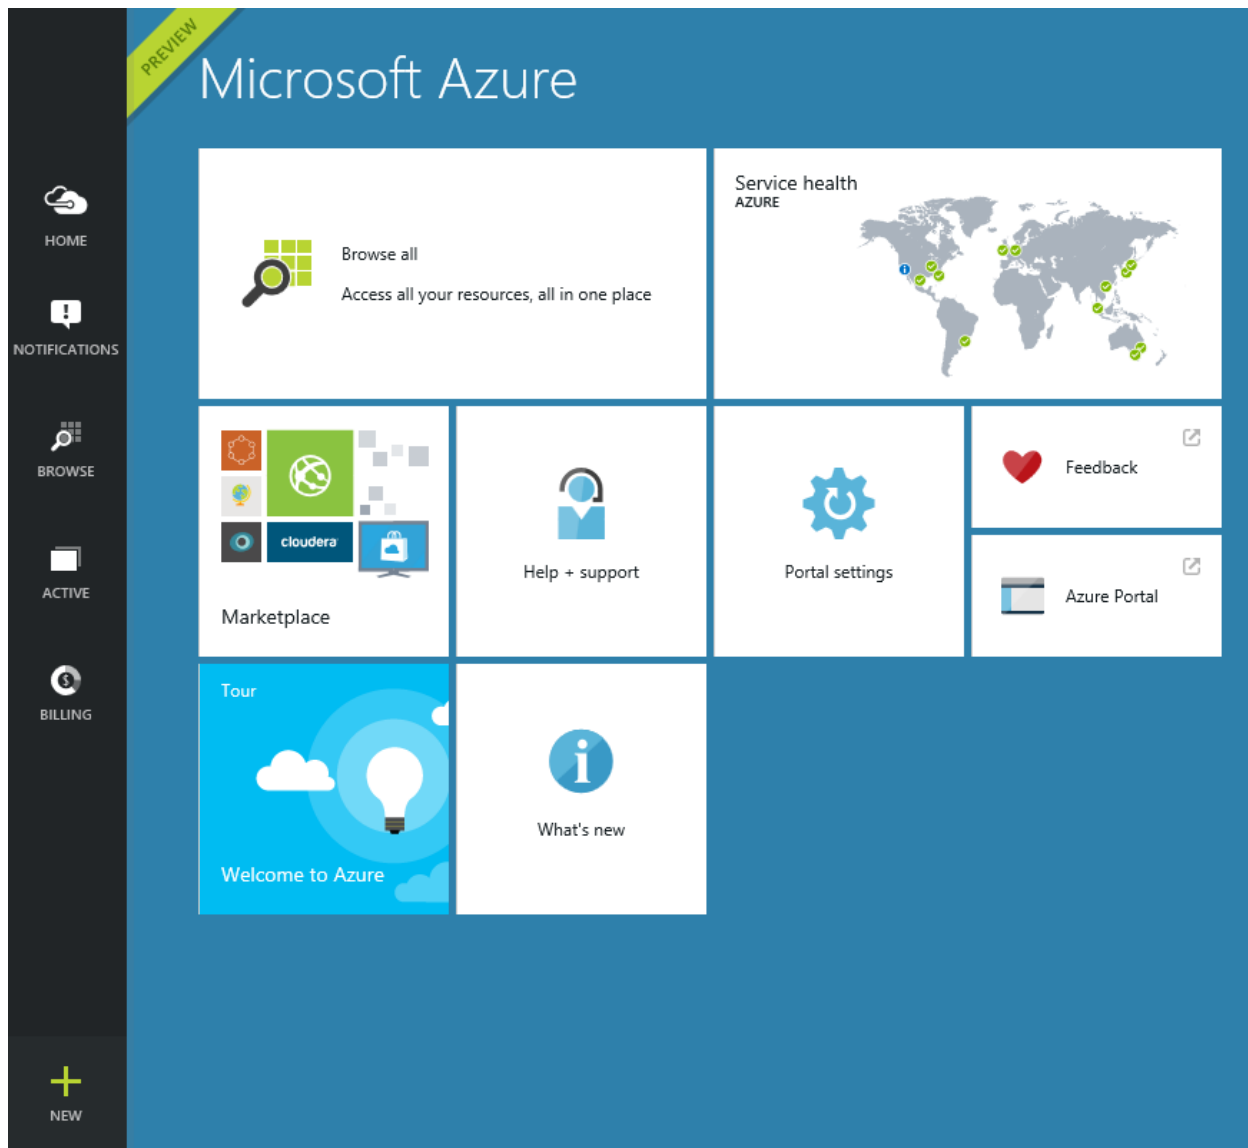 PREVIEW
Microsoft Azure
HOME
NOTIFICATIONS
BROWSE
ACTIVE
BILLING
NEW
Browse all
Access all your resources, all in one place
Service health
AZURE
cloudera
Marketplace
Help + support
Portal settings
Feedback
Azure Portal
Tour
Welcome to Azure
What's new